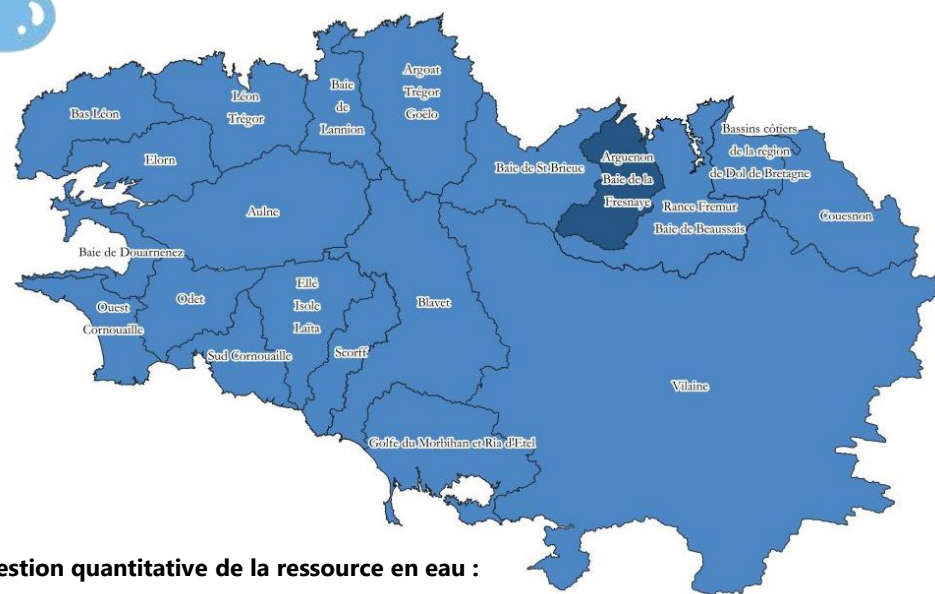 Argoat
Trégor
Goëlo
Baie
de
Lannion
Léon
Trégor
Bas Léon
Elorn
Baie de St Brieuc
Arguenon
Baie de la
Fresnaye
Bassins côtiers
de la région
de Dol de Bretagne
Rance Fremur
Baie de Beaussais
Couesnon
Aulne
Baie de Douarnenez
Ouest
Cornouaille
Odet
Ellé
Isole
Laïta
Blavet
Sud Cornouaille
Scorff
Vilaine
Golfe du Morbihan et Ria d'Etel
estion quantitative de la ressource en eau :